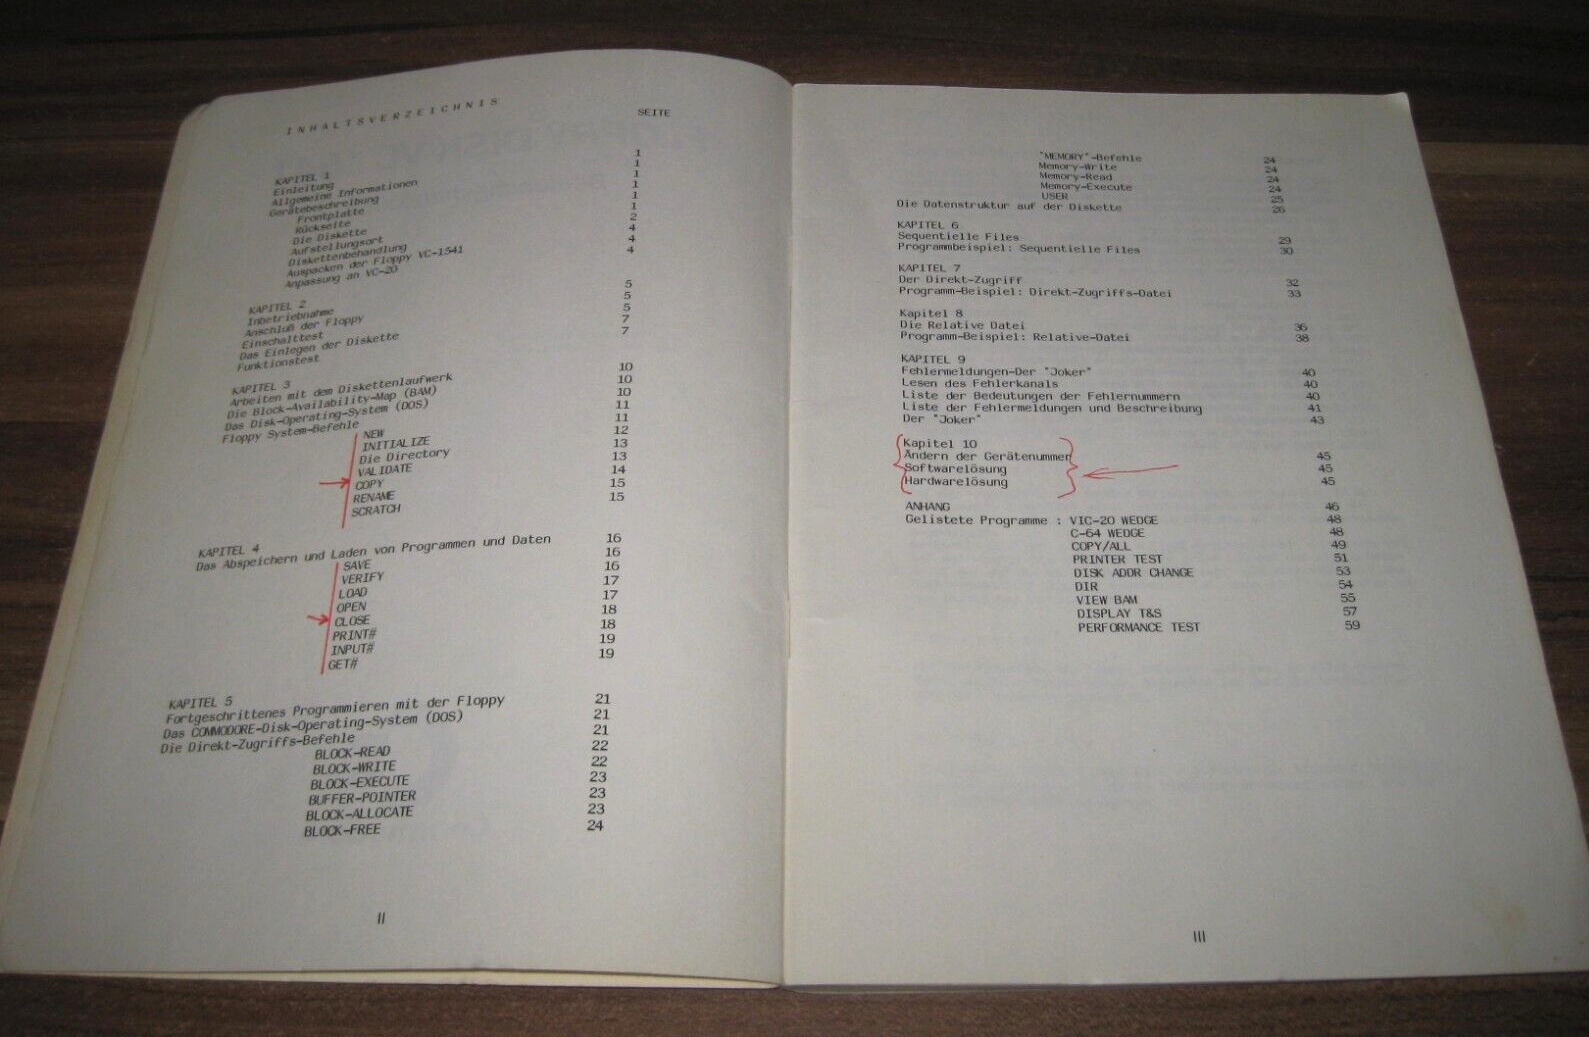 INHALTSVERZEICHNIS SEITE
KAPITEL 1
Einleitung 1
Allgemeine Informationen 1
Gerätebeschreibung 1
Frontplatte 1
Rückseite 1
Die Diskette 1
Aufstellungsort 2
Diskettenbehandlung 4
Auspacken der Floppy VC-1541 4
Anpassung an VC-20 4
KAPITEL 2
Inbetriebnahme 5
Anschluß der Floppy 5
Einschalttest 5
Das Einlegen der Diskette 7
Funktionstest 7
KAPITEL 3
Arbeiten mit dem Diskettenlaufwerk 10
Die Block-Availability-Map (BAM) 10
Das Disk-Operating-System (DOS) 10
Floppy System-Befehle 11
NEW 11
INITIALIZE 12
Die Directory 13
VALIDATE 13
COPY 14
RENAME 15
SCRATCH 15
KAPITEL 4
Das Abspeichern und Laden von Programmen und Daten 16
SAVE 16
VERIFY 16
LOAD 17
OPEN 17
CLOSE 18
PRINT# 18
INPUT# 19
GET# 19
KAPITEL 5
Fortgeschrittenes Programmieren mit der Floppy 21
Das COMMODORE-Disk-Operating-System (DOS) 21
Die Direkt-Zugriffs-Befehle 21
BLOCK-READ 22
BLOCK-WRITE 22
BLOCK-EXECUTE 23
BUFFER-POINTER 23
BLOCK-ALLOCATE 23
BLOCK-FREE 24
II
"MEMORY"-Befehle 24
Memory-Write 24
Memory-Read 24
Memory-Execute 24
USER 25
Die Datenstruktur auf der Diskette 26
KAPITEL 6
Sequentielle Files 29
Programmbeispiel: Sequentielle Files 30
KAPITEL 7
Der Direkt-Zugriff 32
Programm-Beispiel: Direkt-Zugriffs-Datei 33
Kapitel 8
Die Relative Datei 36
Programm-Beispiel: Relative-Datei 38
KAPITEL 9
Fehlermeldungen-Der "Joker" 40
Lesen des Fehlerkanals 40
Liste der Bedeutungen der Fehlernummern 40
Liste der Fehlermeldungen und Beschreibung 41
Der "Joker" 43
Kapitel 10
Ändern der Gerätenummer 45
Softwarelösung 45
Hardwarelösung 45
ANHANG 46
Gelistete Programme : VIC-20 WEDGE 48
C-64 WEDGE 48
COPY/ALL 49
PRINTER TEST 51
DISK ADDR CHANGE 53
DIR 54
VIEW BAM 55
DISPLAY T&S 57
PERFORMANCE TEST 59
III